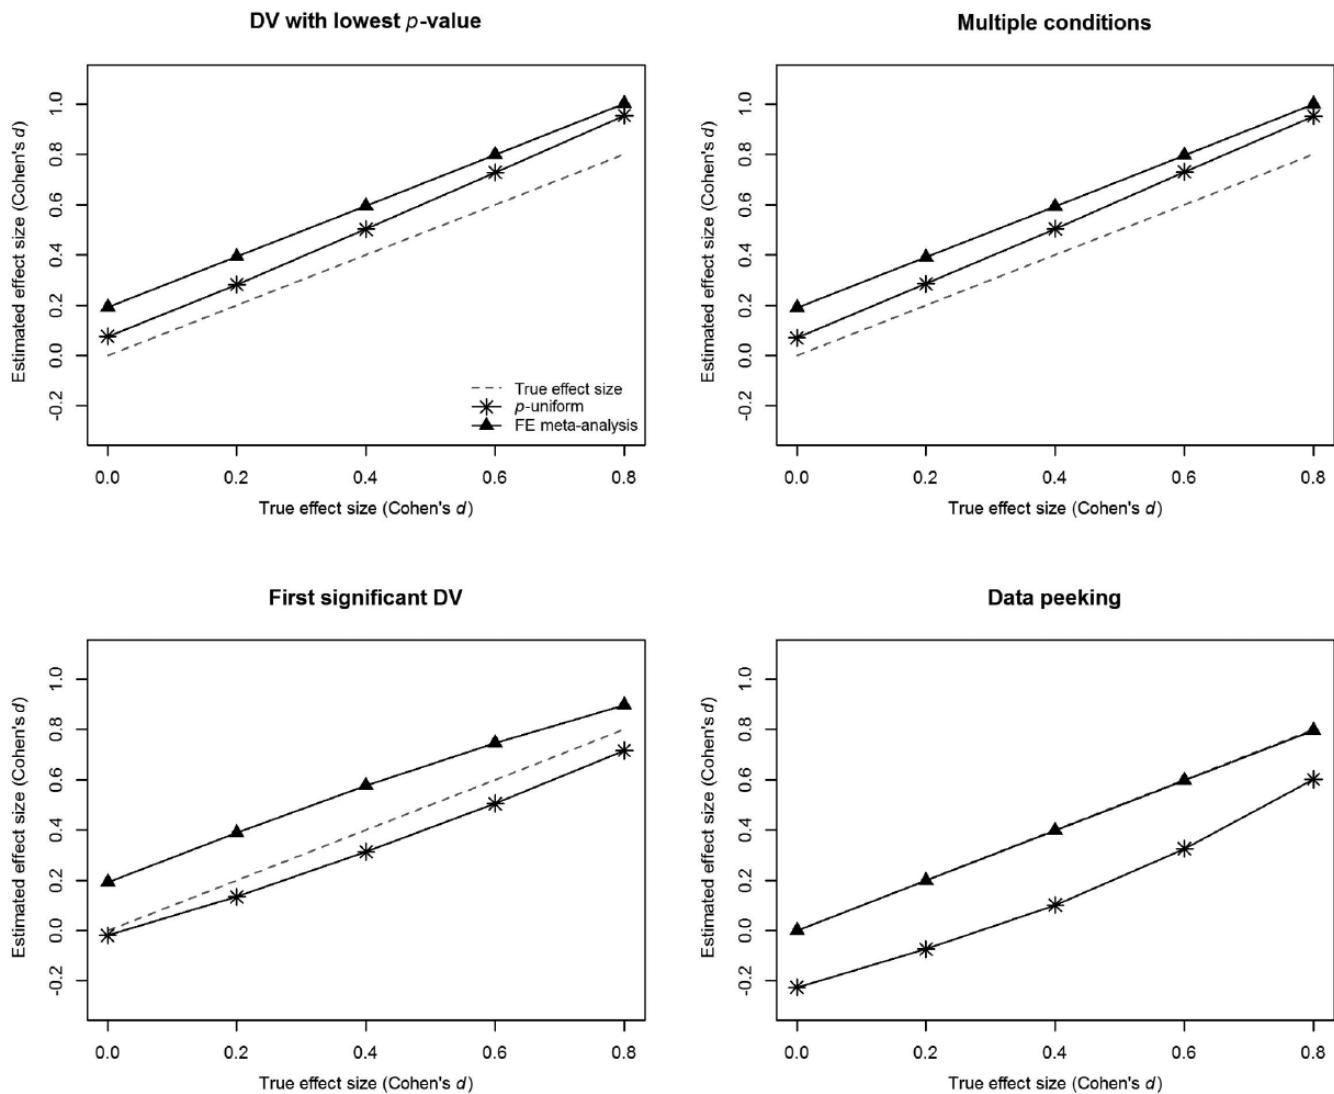 DV with lowest p-value
Estimated effect size (Cohen's d)
1.0
0.8
0.6
0.4
0.2
0.0
-0.2
True effect size
p-uniform
FE meta-analysis
0.0 0.2 0.4 0.6 0.8
True effect size (Cohen's d)
Multiple conditions
Estimated effect size (Cohen's d)
1.0
0.8
0.6
0.4
0.2
0.0
-0.2
0.0 0.2 0.4 0.6 0.8
True effect size (Cohen's d)
First significant DV
Estimated effect size (Cohen's d)
1.0
0.8
0.6
0.4
0.2
0.0
-0.2
0.0 0.2 0.4 0.6 0.8
True effect size (Cohen's d)
Data peeking
Estimated effect size (Cohen's d)
1.0
0.8
0.6
0.4
0.2
0.0
-0.2
0.0 0.2 0.4 0.6 0.8
True effect size (Cohen's d)